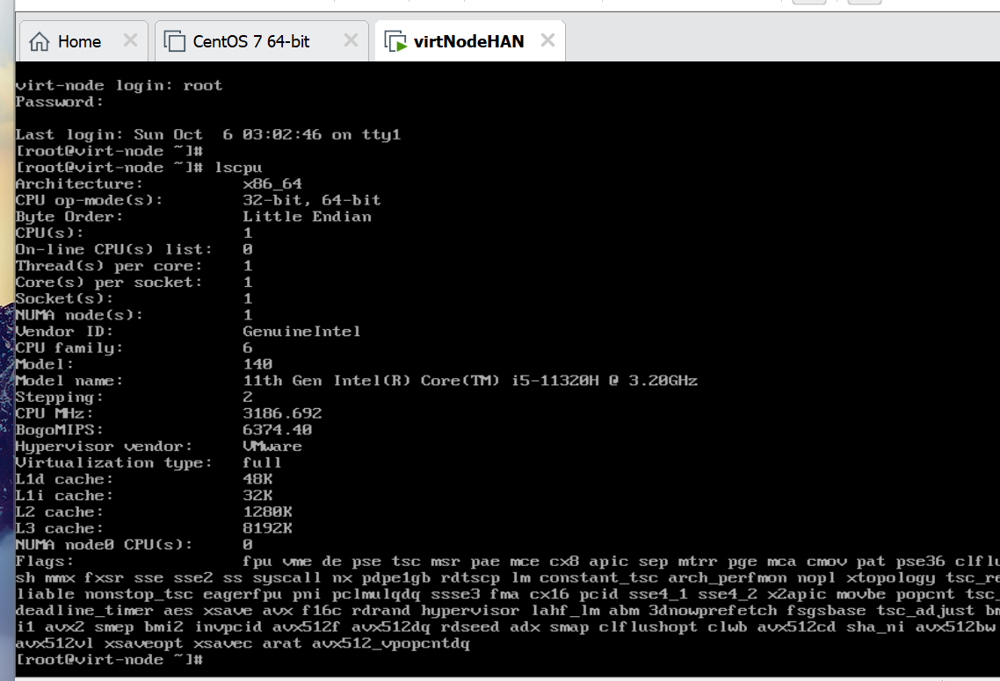 Home
CentOS 7 64-bit
virtNodeHAN
virt-node login: root
Password:
Last login: Sun Oct  6 03:02:46 on tty1
[root@virt-node ~]#
[root@virt-node ~]# lscpu
Architecture:          x86_64
CPU op-mode(s):        32-bit, 64-bit
Byte Order:            Little Endian
CPU(s):                1
On-line CPU(s) list:   0
Thread(s) per core:    1
Core(s) per socket:    1
Socket(s):             1
NUMA node(s):          1
Vendor ID:             GenuineIntel
CPU family:            6
Model:                 140
Model name:            11th Gen Intel(R) Core(TM) i5-11320H @ 3.20GHz
Stepping:              2
CPU MHz:               3186.692
BogoMIPS:              6374.40
Hypervisor vendor:     VMware
Virtualization type:   full
L1d cache:             48K
L1i cache:             32K
L2 cache:              1280K
L3 cache:              8192K
NUMA node0 CPU(s):     0
Flags:                 fpu vme de pse tsc msr pae mce cx8 apic sep mtrr pge mca cmov pat pse36 clflu
sh mmx fxsr sse sse2 ss syscall nx pdpe1gb rdtscp lm constant_tsc arch_perfmon nopl xtopology tsc_re
liable nonstop_tsc eagerfpu pni pclmulqdq ssse3 fma cx16 pcid sse4_1 sse4_2 x2apic movbe popcnt tsc_
deadline_timer aes xsave avx f16c rdrand hypervisor lahf_lm abm 3dnowprefetch fsgsbase tsc_adjust bm
i1 avx2 smep bmi2 invpcid avx512f avx512dq rdseed adx smap clflushopt clwb avx512cd sha_ni avx512bw
avx512vl xsaveopt xsavec arat avx512_vpopcntdq
[root@virt-node ~]#